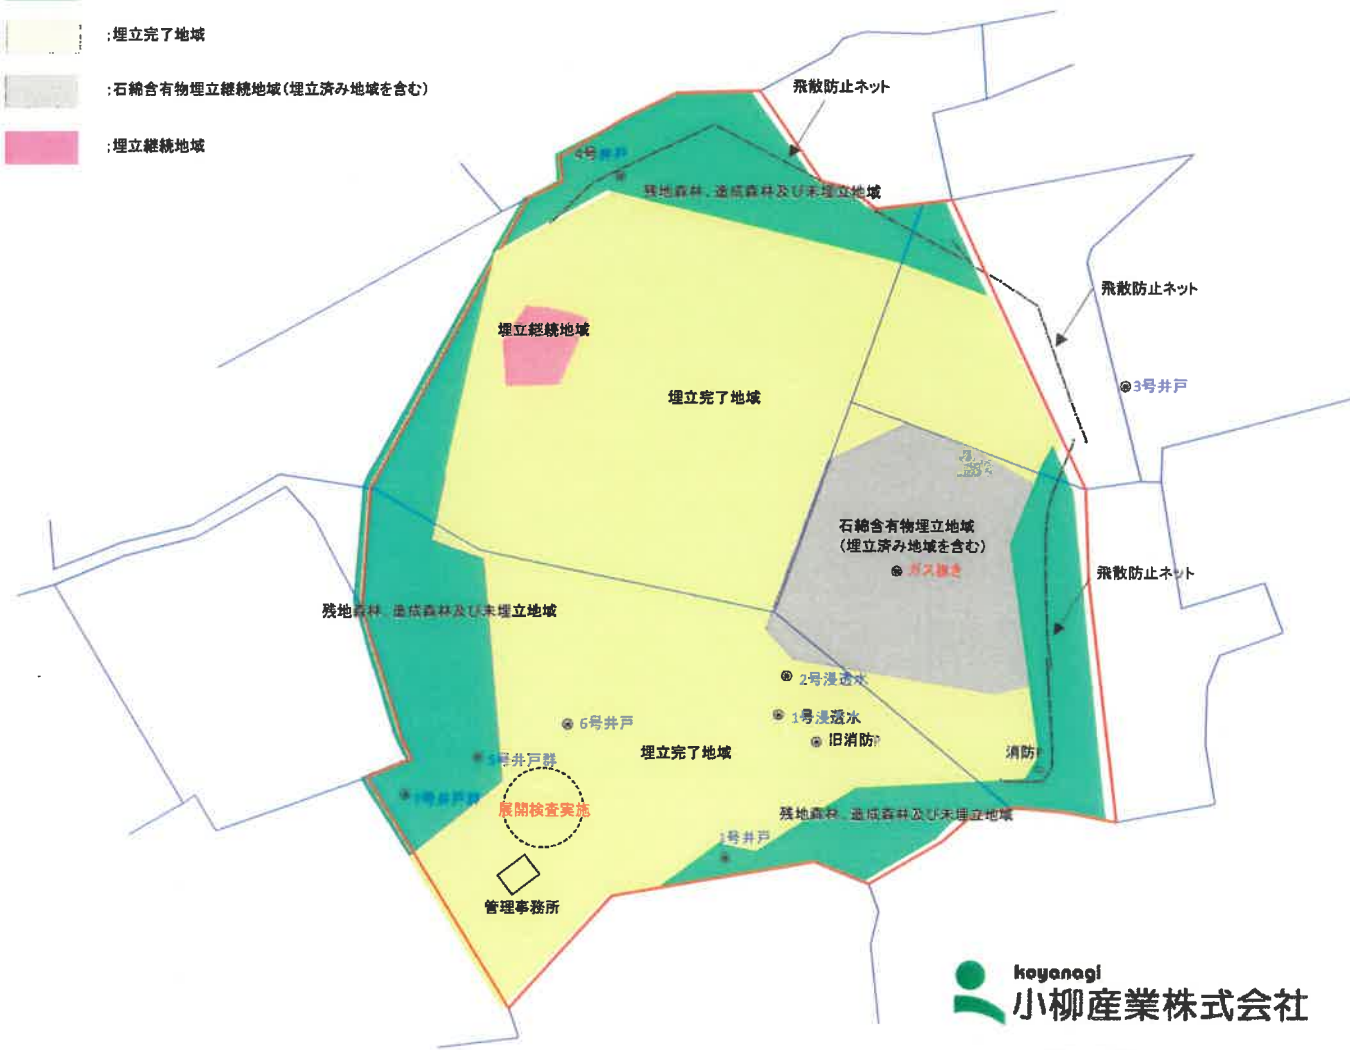 ;埋立完了地域
;石綿含有物埋立継続地域(埋立済み地域を含む)
;埋立継続地域
飛散防止ネット
4号井戸
残地森林、造成森林及び未埋立地域
飛散防止ネット
埋立継続地域
3号井戸
埋立完了地域
石綿含有物埋立地域
(埋立済み地域を含む)
ガス抜き
飛散防止ネット
残地森林、造成森林及び未埋立地域
2号浸透水
1号浸透水
6号井戸
旧消防P
埋立完了地域
消防P
5号井戸群
展開検査実施
残地森林、造成森林及び未埋立地域
1号井戸
管理事務所
koyanagi
小柳産業株式会社